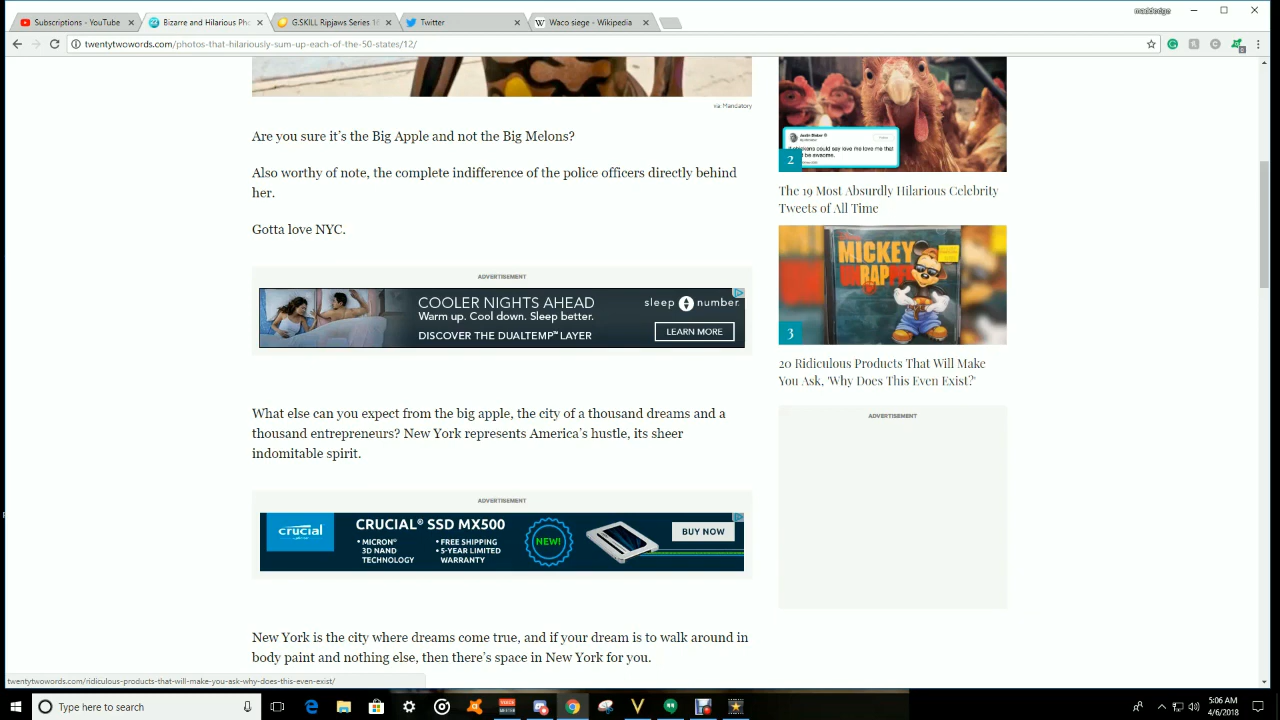 maddodge
Subscriptions - YouTube
Bizarre and Hilarious Pho
G.SKILL Ripjaws Series 16
Twitter
Waco siege - Wikipedia
twentytwowords.com/photos-that-hilariously-sum-up-each-of-the-50-states/12/
via Mandatory
Are you sure it's the Big Apple and not the Big Melons?
Also worthy of note, the complete indifference of the police officers directly behind
her.
Gotta love NYC.
ADVERTISEMENT
COOLER NIGHTS AHEAD
Warm up. Cool down. Sleep better.
DISCOVER THE DUALTEMP™ LAYER
sleep number.
LEARN MORE
What else can you expect from the big apple, the city of a thousand dreams and a
thousand entrepreneurs? New York represents America's hustle, its sheer
indomitable spirit.
ADVERTISEMENT
crucial
CRUCIAL® SSD MX500
• MICRON®
3D NAND
TECHNOLOGY
• FREE SHIPPING
• 5-YEAR LIMITED
WARRANTY
NEW!
BUY NOW
New York is the city where dreams come true, and if your dream is to walk around in
body paint and nothing else, then there's space in New York for you.
2
The 19 Most Absurdly Hilarious Celebrity
Tweets of All Time
MICKEY
UNRAPPED
3
20 Ridiculous Products That Will Make
You Ask, 'Why Does This Even Exist?'
ADVERTISEMENT
twentytwowords.com/ridiculous-products-that-will-make-you-ask-why-does-this-even-exist/
Type here to search
5:06 AM
4/6/2018